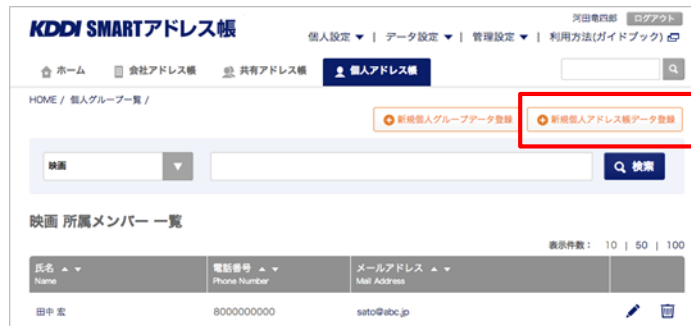 河田竜四郎 ログアウト
KDDI SMARTアドレス帳
個人設定 ▼ | データ設定 ▼ | 管理設定 ▼ | 利用方法(ガイドブック)
ホーム 会社アドレス帳 共有アドレス帳 個人アドレス帳
HOME / 個人グループ一覧 /
新規個人グループデータ登録 新規個人アドレス帳データ登録
映画 ▼ 検索
映画 所属メンバー 一覧
表示件数： 10 | 50 | 100
氏名 ▲ ▼ 電話番号 ▲ ▼ メールアドレス ▲ ▼
Name Phone Number Mail Address
田中 宏 8000000000 sato@abc.jp